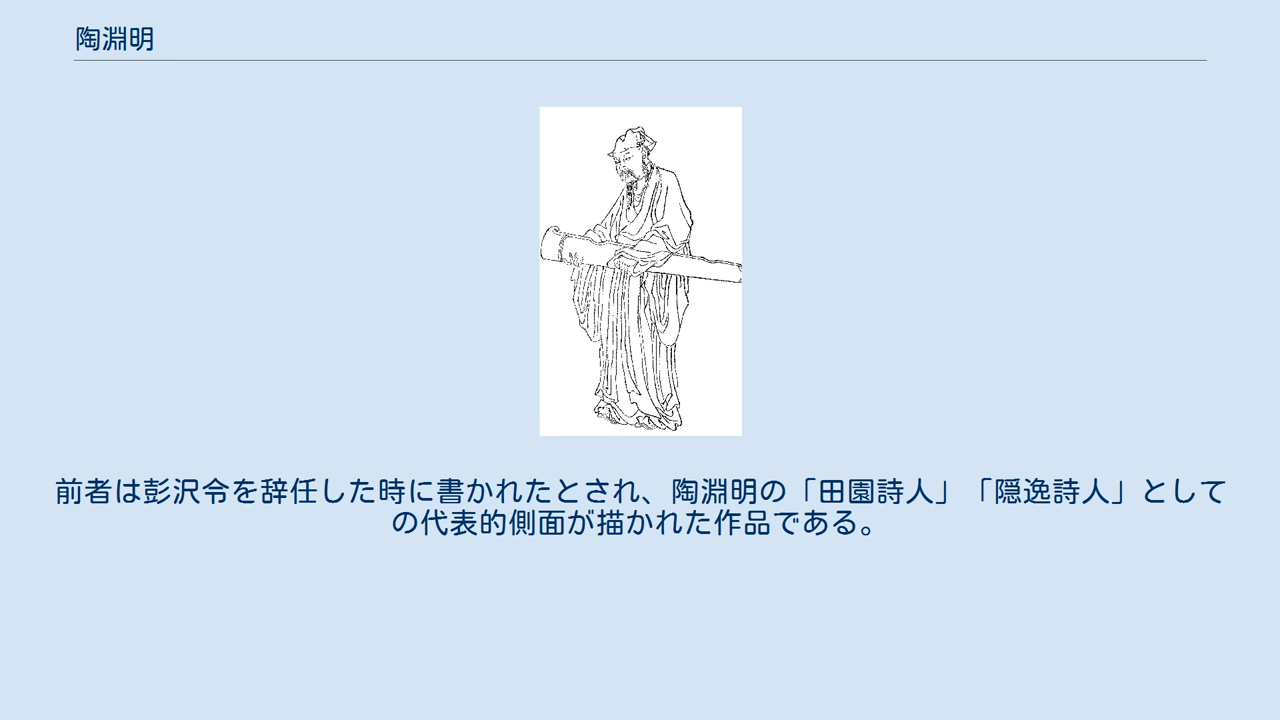 陶淵明
前者は彭沢令を辞任した時に書かれたとされ、陶淵明の「田園詩人」「隠逸詩人」として
の代表的側面が描かれた作品である。